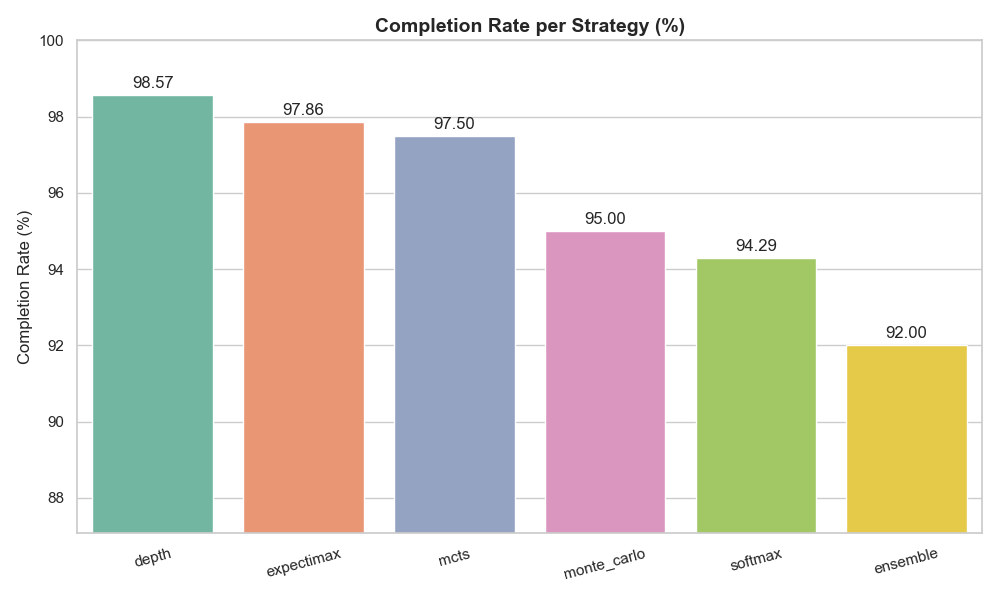 Completion Rate per Strategy (%)
100
98
96
94
92
90
88
Completion Rate (%)
98.57
97.86
97.50
95.00
94.29
92.00
depth
expectimax
mcts
monte_carlo
softmax
ensemble